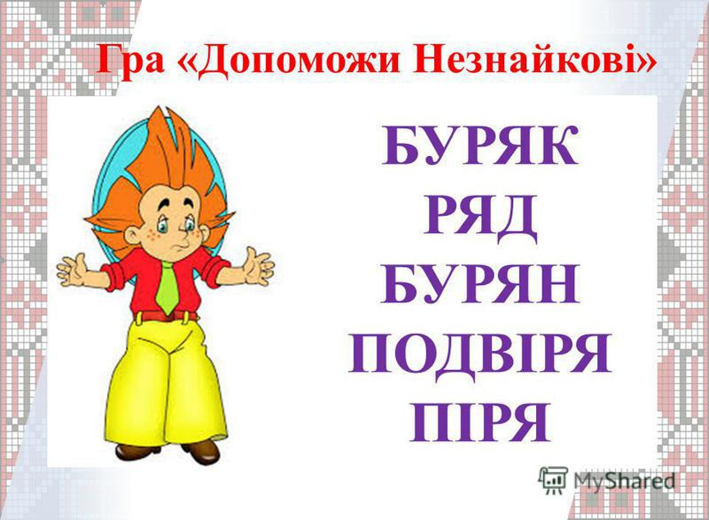 Гра «Допоможи Незнайкові»
БУРЯК
РЯД
БУРЯН
ПОДВІРЯ
ПІРЯ
MyShared